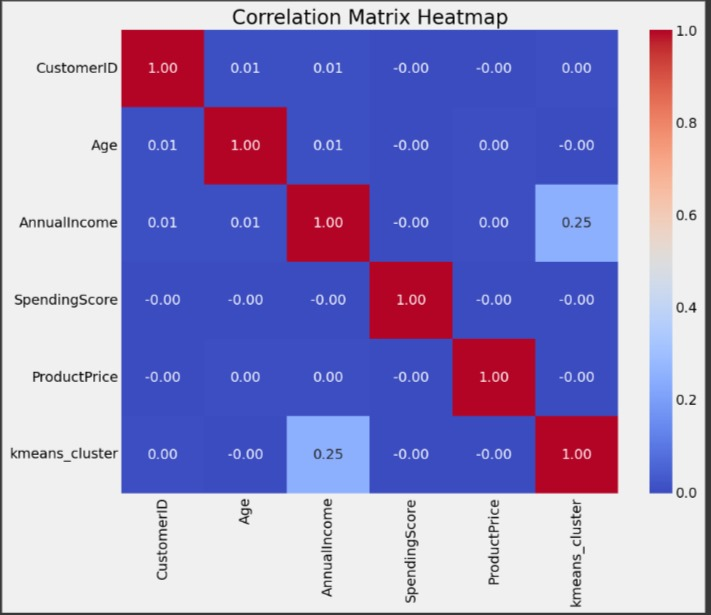 Correlation Matrix Heatmap
CustomerID 1.00 0.01 0.01 -0.00 -0.00 0.00
Age 0.01 1.00 0.01 -0.00 0.00 -0.00
AnnualIncome 0.01 0.01 1.00 -0.00 0.00 0.25
SpendingScore -0.00 -0.00 -0.00 1.00 -0.00 -0.00
ProductPrice -0.00 0.00 0.00 -0.00 1.00 -0.00
kmeans_cluster 0.00 -0.00 0.25 -0.00 -0.00 1.00
CustomerID
Age
AnnualIncome
SpendingScore
ProductPrice
kmeans_cluster
1.0
0.8
0.6
0.4
0.2
0.0